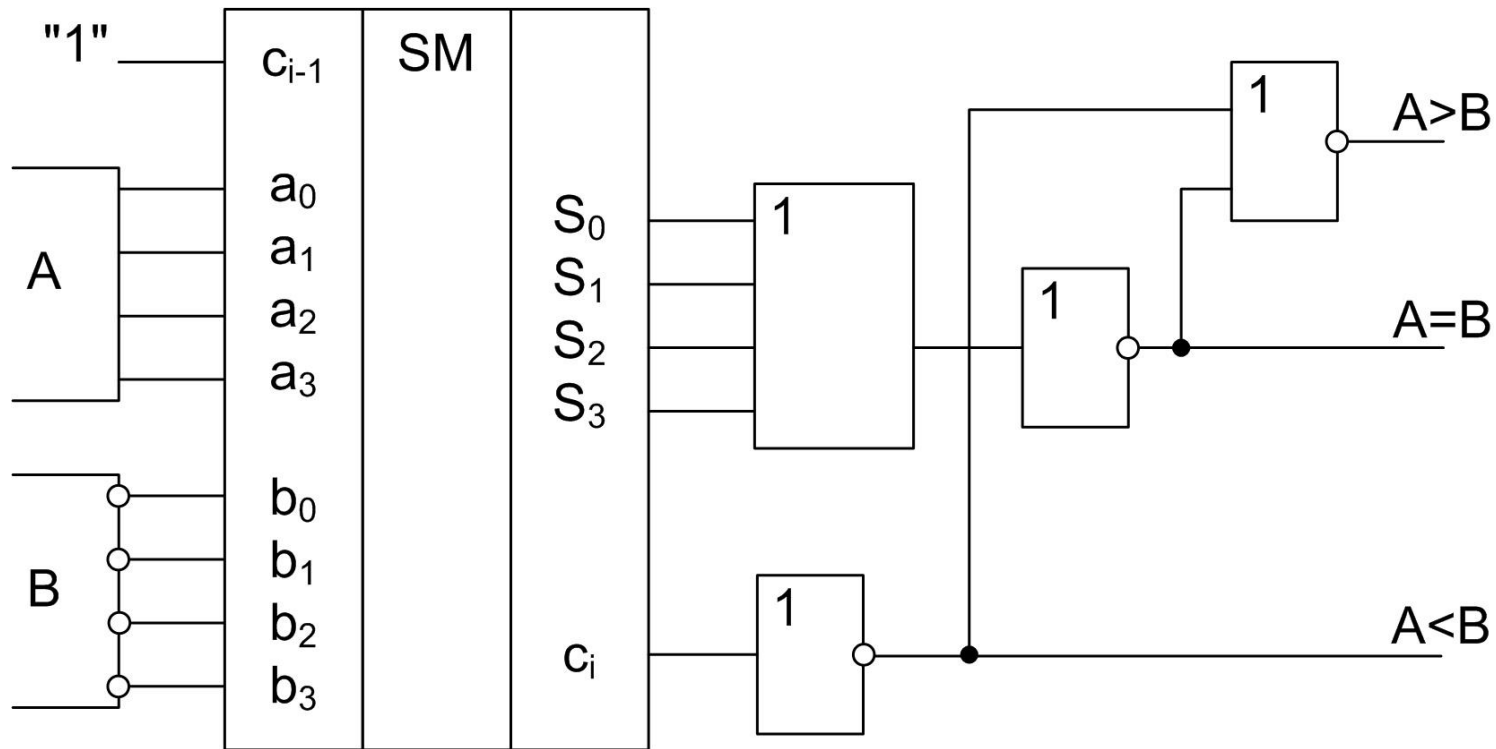 "1"
cᵢ₋₁
SM
A
a₀
a₁
a₂
a₃
B
b₀
b₁
b₂
b₃
S₀
S₁
S₂
S₃
cᵢ
1
1
1
1
A>B
A=B
A<B